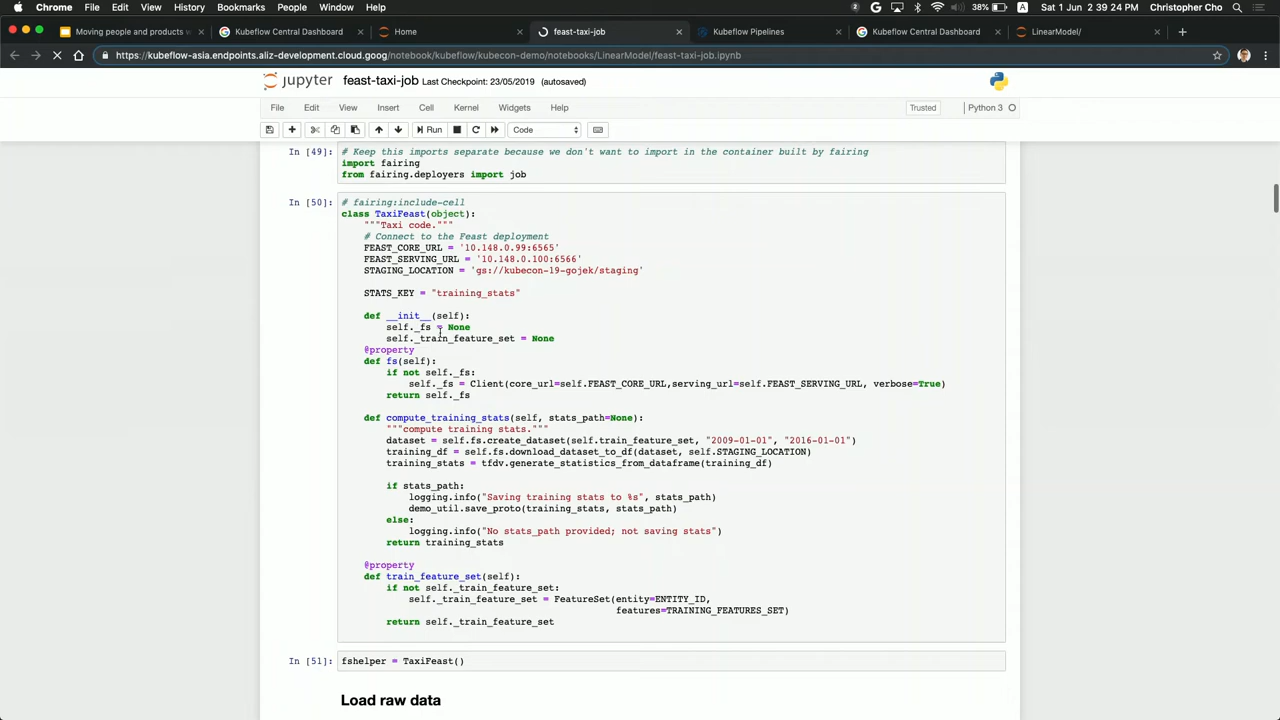 Chrome File Edit View History Bookmarks People Window Help
38% Sat 1 Jun 2 39 24 PM Christopher Cho
Moving people and products w
Kubeflow Central Dashboard
Home
feast-taxi-job
Kubeflow Pipelines
Kubeflow Central Dashboard
LinearModel/
https://kubeflow-asia.endpoints.aliz-development.cloud.goog/notebook/kubeflow/kubecon-demo/notebooks/LinearModel/feast-taxi-job.ipynb
jupyter feast-taxi-job Last Checkpoint: 23/05/2019 (autosaved)
File Edit View Insert Cell Kernel Widgets Help
Trusted Python 3
Run Code
In [49]: # Keep this imports separate because we don't want to import in the container built by fairing
import fairing
from fairing.deployers import job
In [50]: # fairing:include-cell
class TaxiFeast(object):
"""Taxi code."""
# Connect to the Feast deployment
FEAST_CORE_URL = '10.148.0.99:6565'
FEAST_SERVING_URL = '10.148.0.100:6566'
STAGING_LOCATION = 'gs://kubecon-19-gojek/staging'
STATS_KEY = "training_stats"
def __init__(self):
self._fs = None
self._train_feature_set = None
@property
def fs(self):
if not self._fs:
self._fs = Client(core_url=self.FEAST_CORE_URL,serving_url=self.FEAST_SERVING_URL, verbose=True)
return self._fs
def compute_training_stats(self, stats_path=None):
"""compute training stats."""
dataset = self.fs.create_dataset(self.train_feature_set, "2009-01-01", "2016-01-01")
training_df = self.fs.download_dataset_to_df(dataset, self.STAGING_LOCATION)
training_stats = tfdv.generate_statistics_from_dataframe(training_df)
if stats_path:
logging.info("Saving training stats to %s", stats_path)
demo_util.save_proto(training_stats, stats_path)
else:
logging.info("No stats_path provided; not saving stats")
return training_stats
@property
def train_feature_set(self):
if not self._train_feature_set:
self._train_feature_set = FeatureSet(entity=ENTITY_ID,
features=TRAINING_FEATURES_SET)
return self._train_feature_set
In [51]: fshelper = TaxiFeast()
Load raw data